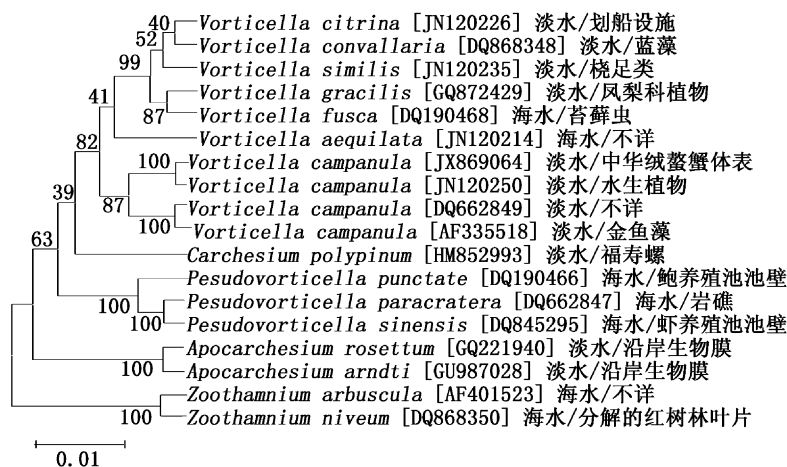 40
Vorticella citrina [JN120226] 淡水/划船设施
52
Vorticella convallaria [DQ868348] 淡水/蓝藻
99
Vorticella similis [JN120235] 淡水/桡足类
41
Vorticella gracilis [GQ872429] 淡水/凤梨科植物
87
Vorticella fusca [DQ190468] 海水/苔藓虫
82
Vorticella aequilata [JN120214] 海水/不详
100
Vorticella campanula [JX869064] 淡水/中华绒螯蟹体表
39
Vorticella campanula [JN120250] 淡水/水生植物
87
Vorticella campanula [DQ662849] 淡水/不详
100
Vorticella campanula [AF335518] 淡水/金鱼藻
63
Carchesium polypinum [HM852993] 淡水/福寿螺
Pesudovorticella punctate [DQ190466] 海水/鲍养殖池池壁
100
Pesudovorticella paracratera [DQ662847] 海水/岩礁
100
Pesudovorticella sinensis [DQ845295] 海水/虾养殖池池壁
Apocarchesium rosettum [GQ221940] 淡水/沿岸生物膜
100
Apocarchesium arndti [GU987028] 淡水/沿岸生物膜
Zoothamnium arbuscula [AF401523] 海水/不详
100
Zoothamnium niveum [DQ868350] 海水/分解的红树林叶片
0.01